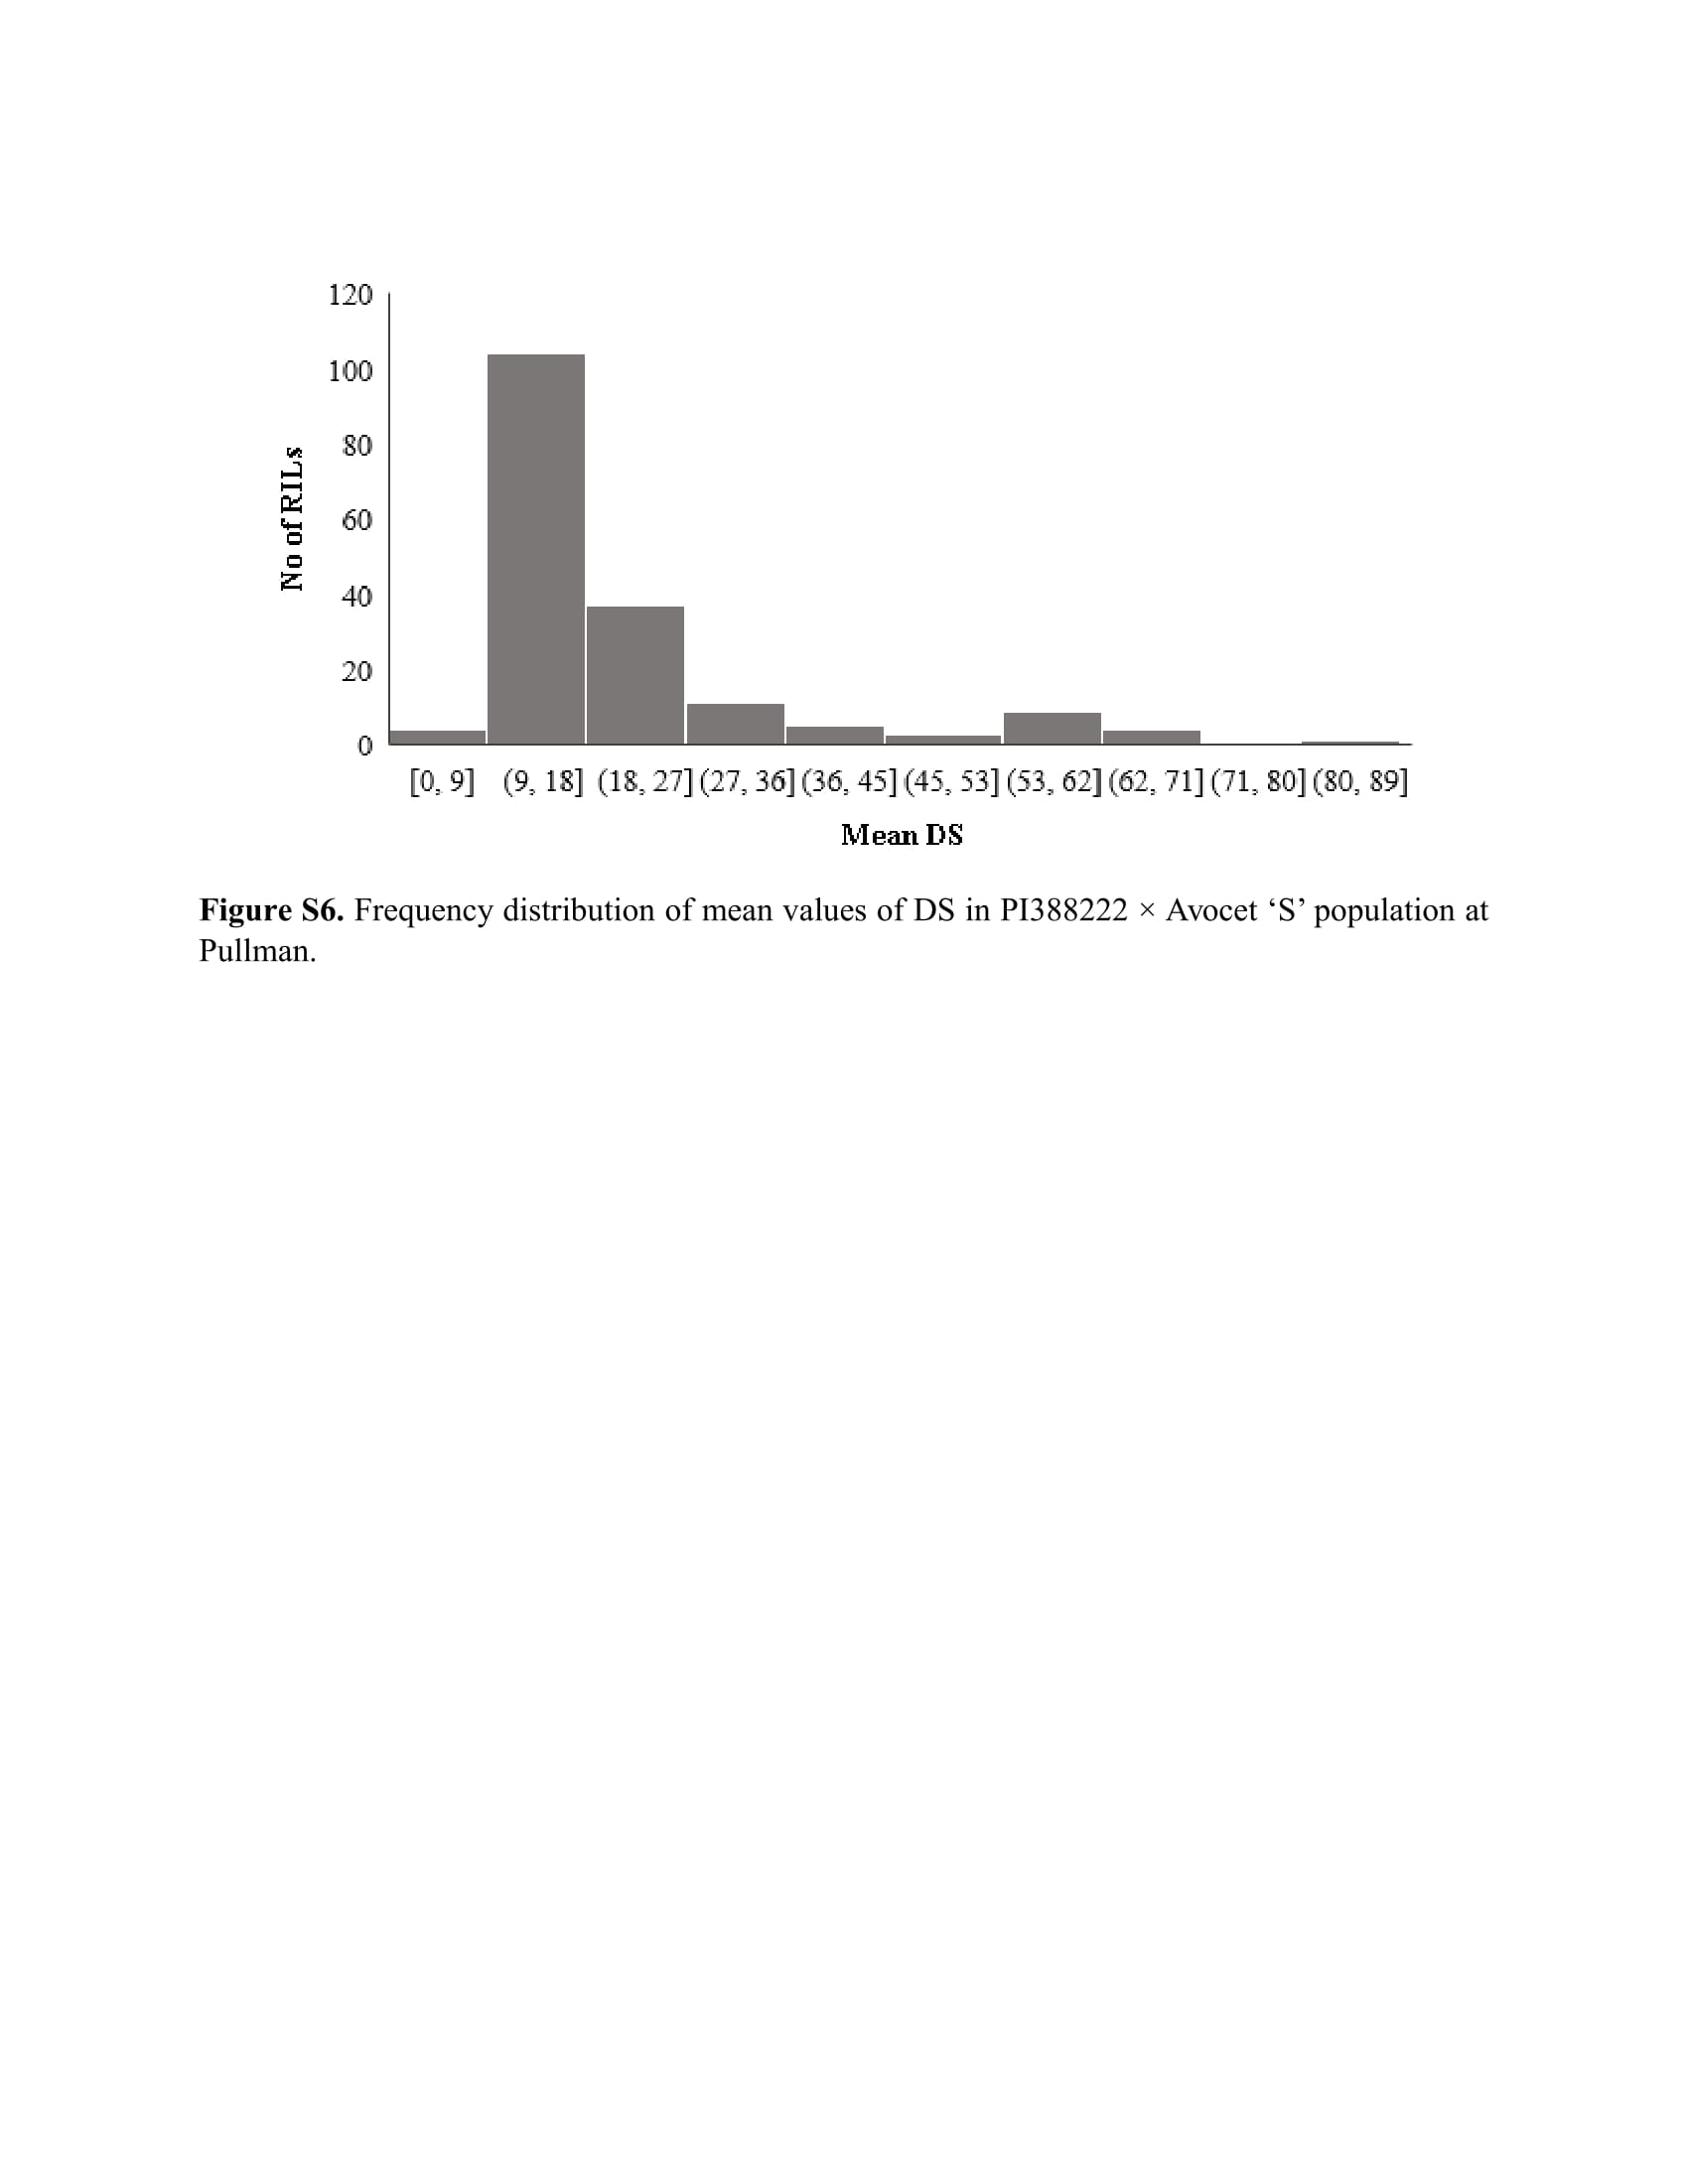 120
100
80
60
40
20
0
No of RILs
[0, 9] (9, 18] (18, 27] (27, 36] (36, 45] (45, 53] (53, 62] (62, 71] (71, 80] (80, 89]
Mean DS
Figure S6. Frequency distribution of mean values of DS in PI388222 × Avocet ‘S’ population at
Pullman.